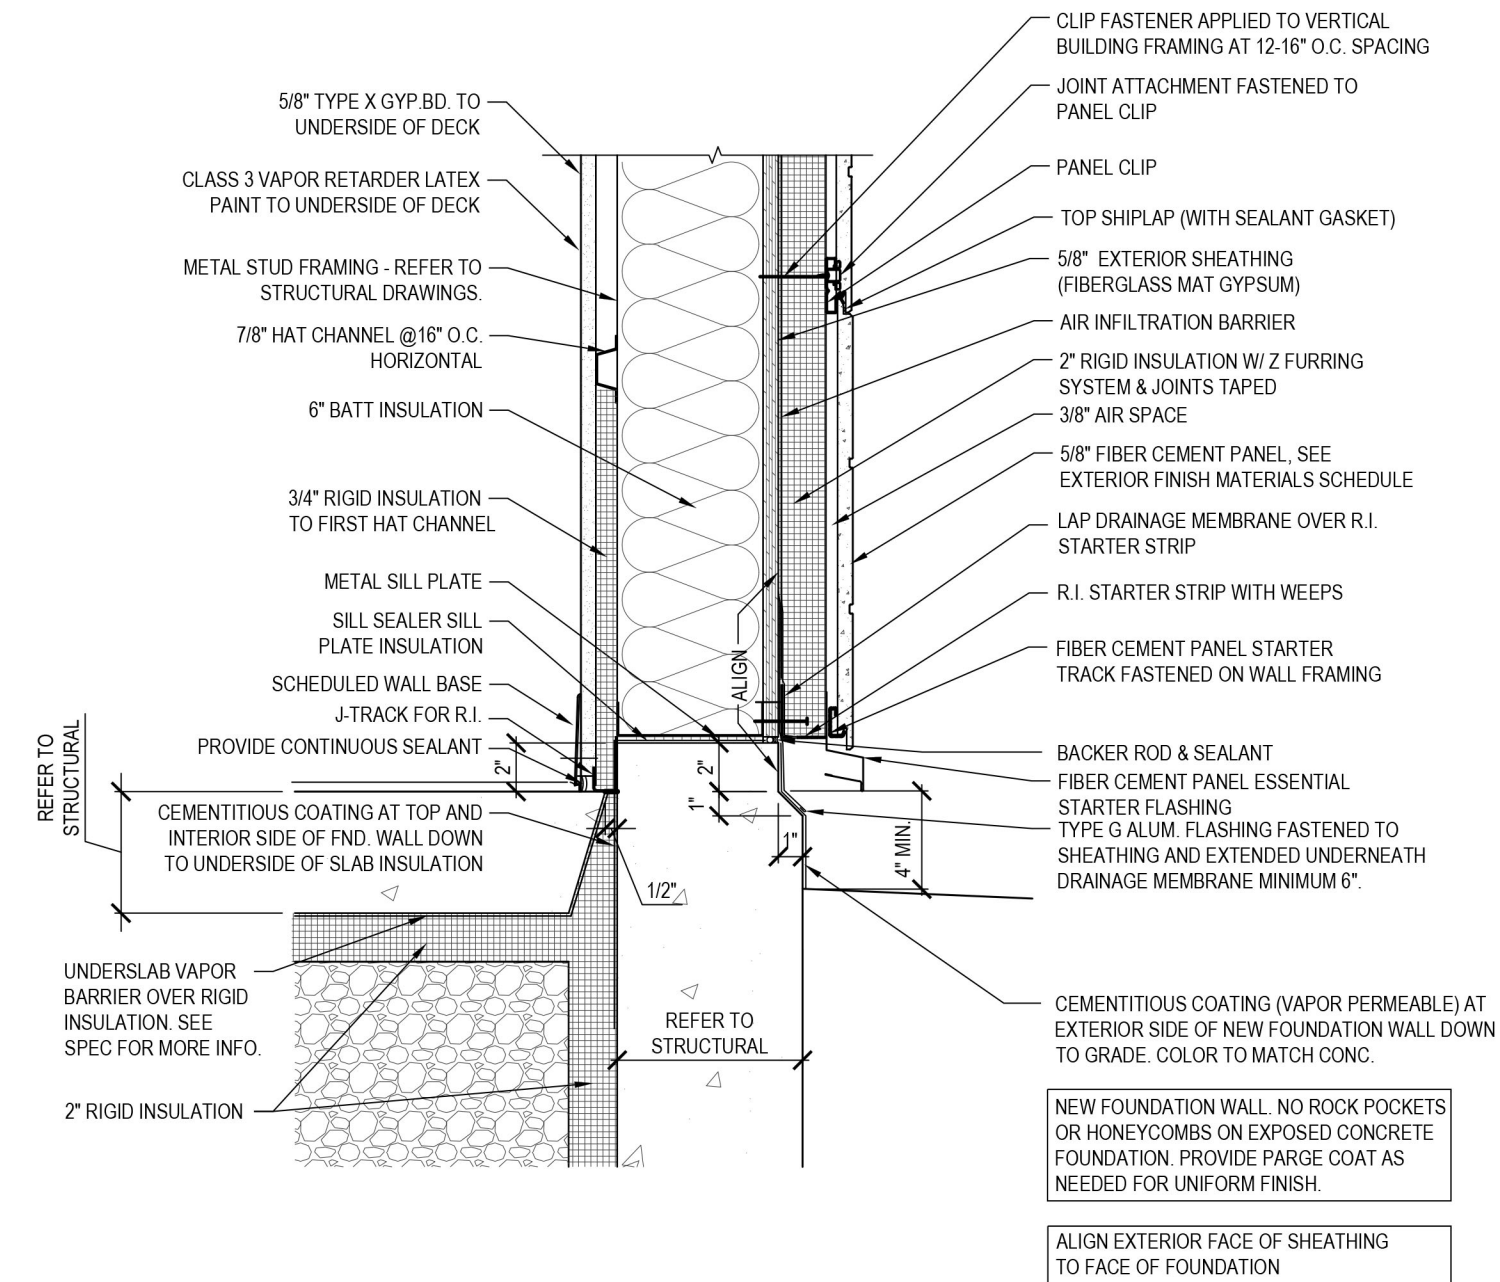 5/8" TYPE X GYP.BD. TO
UNDERSIDE OF DECK
CLASS 3 VAPOR RETARDER LATEX
PAINT TO UNDERSIDE OF DECK
METAL STUD FRAMING - REFER TO
STRUCTURAL DRAWINGS.
7/8" HAT CHANNEL @16" O.C.
HORIZONTAL
6" BATT INSULATION
3/4" RIGID INSULATION
TO FIRST HAT CHANNEL
METAL SILL PLATE
SILL SEALER SILL
PLATE INSULATION
SCHEDULED WALL BASE
J-TRACK FOR R.I.
PROVIDE CONTINUOUS SEALANT
REFER TO
STRUCTURAL
CEMENTITIOUS COATING AT TOP AND
INTERIOR SIDE OF FND. WALL DOWN
TO UNDERSIDE OF SLAB INSULATION
UNDERSLAB VAPOR
BARRIER OVER RIGID
INSULATION. SEE
SPEC FOR MORE INFO.
2" RIGID INSULATION
2"
ALIGN
2"
1"
1"
1/2"
4" MIN.
REFER TO
STRUCTURAL
CLIP FASTENER APPLIED TO VERTICAL
BUILDING FRAMING AT 12-16" O.C. SPACING
JOINT ATTACHMENT FASTENED TO
PANEL CLIP
PANEL CLIP
TOP SHIPLAP (WITH SEALANT GASKET)
5/8" EXTERIOR SHEATHING
(FIBERGLASS MAT GYPSUM)
AIR INFILTRATION BARRIER
2" RIGID INSULATION W/ Z FURRING
SYSTEM & JOINTS TAPED
3/8" AIR SPACE
5/8" FIBER CEMENT PANEL, SEE
EXTERIOR FINISH MATERIALS SCHEDULE
LAP DRAINAGE MEMBRANE OVER R.I.
STARTER STRIP
R.I. STARTER STRIP WITH WEEPS
FIBER CEMENT PANEL STARTER
TRACK FASTENED ON WALL FRAMING
BACKER ROD & SEALANT
FIBER CEMENT PANEL ESSENTIAL
STARTER FLASHING
TYPE G ALUM. FLASHING FASTENED TO
SHEATHING AND EXTENDED UNDERNEATH
DRAINAGE MEMBRANE MINIMUM 6".
CEMENTITIOUS COATING (VAPOR PERMEABLE) AT
EXTERIOR SIDE OF NEW FOUNDATION WALL DOWN
TO GRADE. COLOR TO MATCH CONC.
NEW FOUNDATION WALL. NO ROCK POCKETS
OR HONEYCOMBS ON EXPOSED CONCRETE
FOUNDATION. PROVIDE PARGE COAT AS
NEEDED FOR UNIFORM FINISH.
ALIGN EXTERIOR FACE OF SHEATHING
TO FACE OF FOUNDATION